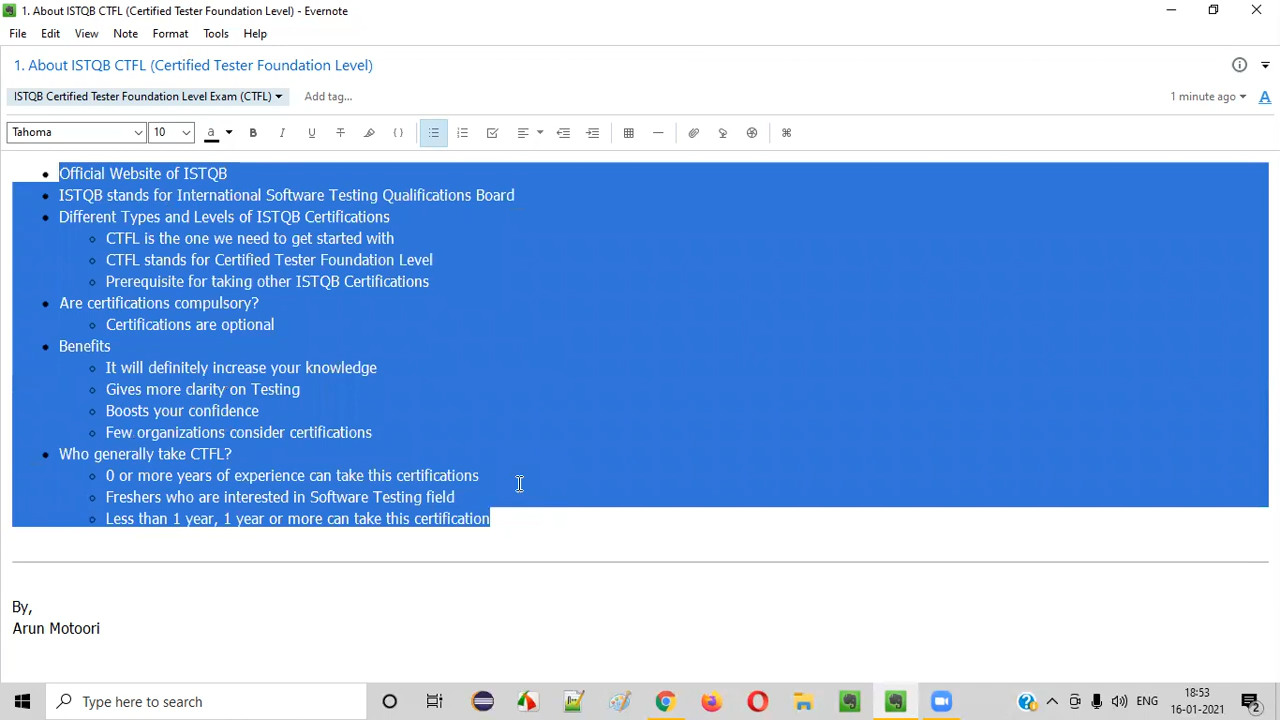 1. About ISTQB CTFL (Certified Tester Foundation Level) - Evernote
File Edit View Note Format Tools Help
1. About ISTQB CTFL (Certified Tester Foundation Level)
ISTQB Certified Tester Foundation Level Exam (CTFL) Add tag... 1 minute ago
Tahoma 10 a B I U T
Official Website of ISTQB
ISTQB stands for International Software Testing Qualifications Board
Different Types and Levels of ISTQB Certifications
CTFL is the one we need to get started with
CTFL stands for Certified Tester Foundation Level
Prerequisite for taking other ISTQB Certifications
Are certifications compulsory?
Certifications are optional
Benefits
It will definitely increase your knowledge
Gives more clarity on Testing
Boosts your confidence
Few organizations consider certifications
Who generally take CTFL?
0 or more years of experience can take this certifications
Freshers who are interested in Software Testing field
Less than 1 year, 1 year or more can take this certification
By,
Arun Motoori
Type here to search ENG 18:53
16-01-2021 2